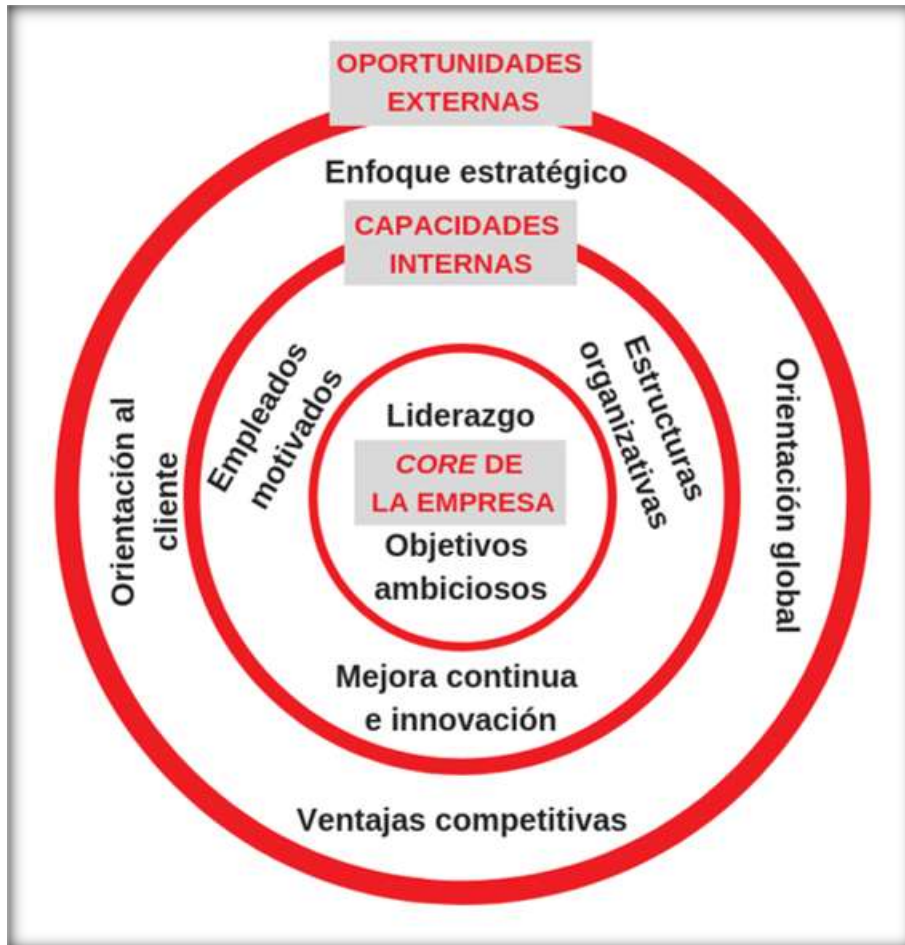 OPORTUNIDADES
EXTERNAS
Enfoque estratégico
CAPACIDADES
INTERNAS
Empleados
motivados
Estructuras
organizativas
Orientación al
cliente
Liderazgo
CORE DE
LA EMPRESA
Objetivos
ambiciosos
Orientación global
Mejora continua
e innovación
Ventajas competitivas